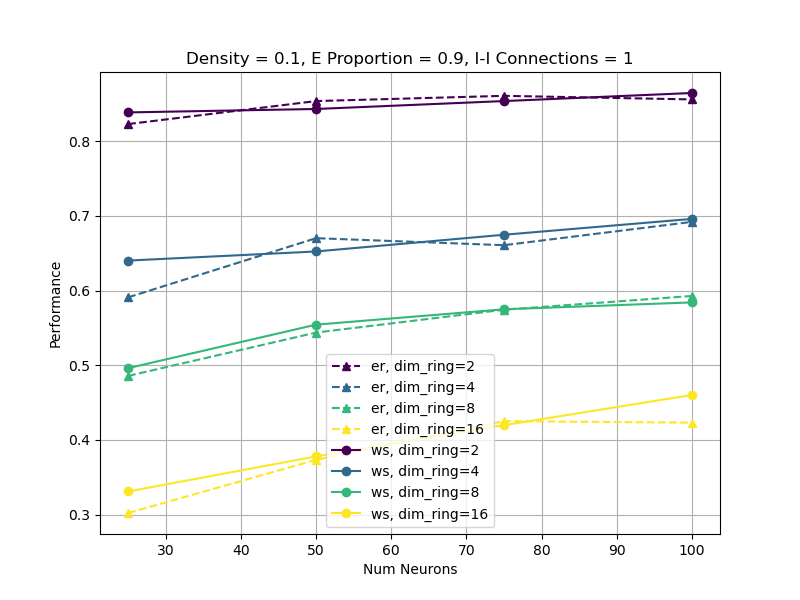 Density = 0.1, E Proportion = 0.9, I-I Connections = 1
Performance
0.8
0.7
0.6
0.5
0.4
0.3
er, dim_ring=2
er, dim_ring=4
er, dim_ring=8
er, dim_ring=16
ws, dim_ring=2
ws, dim_ring=4
ws, dim_ring=8
ws, dim_ring=16
30 40 50 60 70 80 90 100
Num Neurons